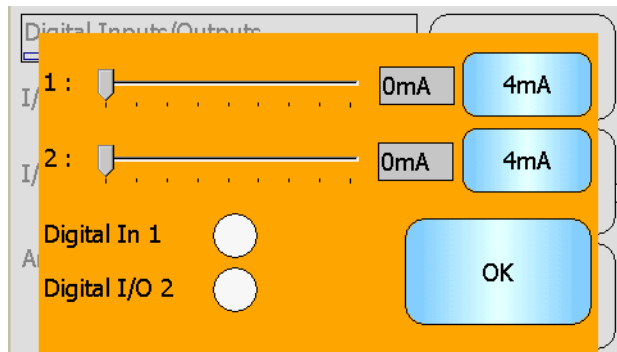 Digital Inputs/Outputs
I/
1 :
0mA
4mA
I/
2 :
0mA
4mA
Digital In 1
Digital I/O 2
OK